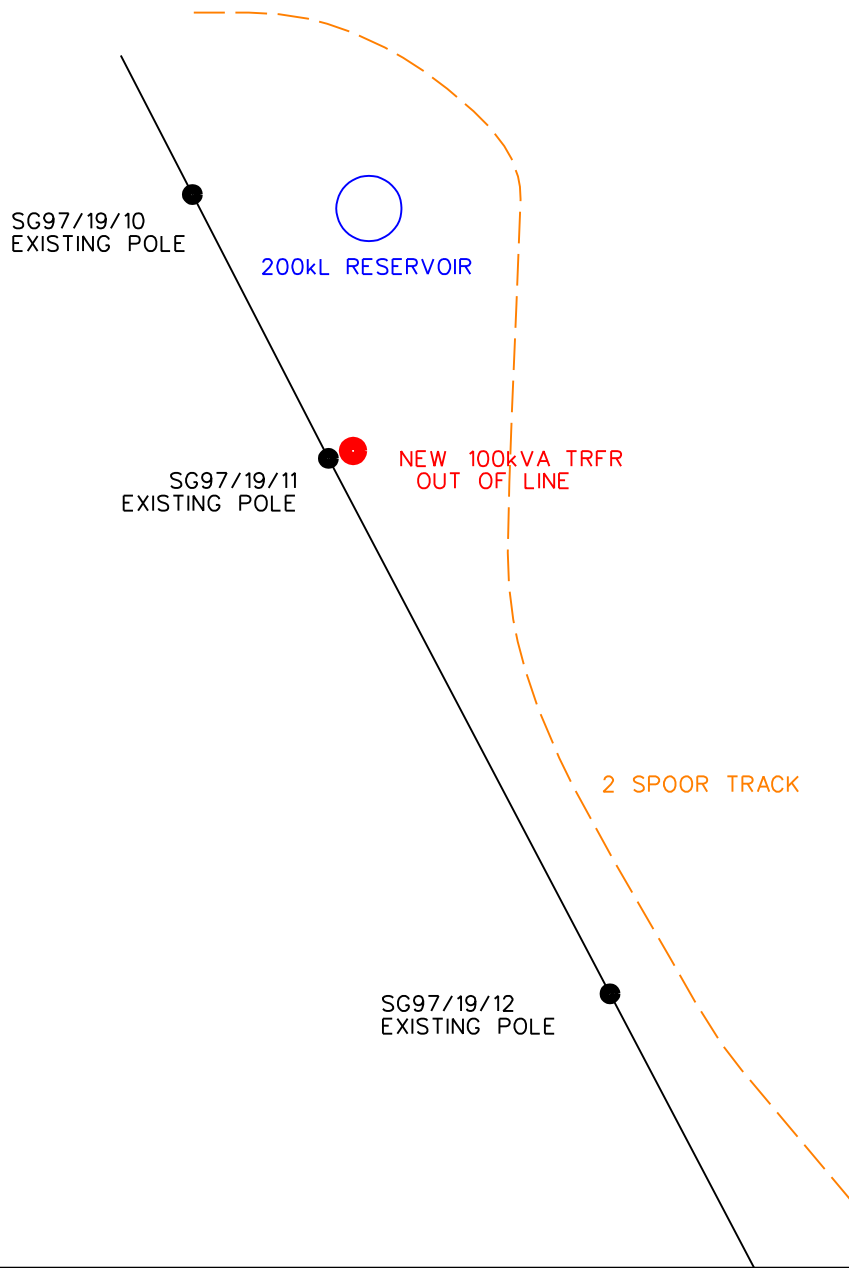 SG97/19/10
EXISTING POLE
200kL RESERVOIR
NEW 100kVA TRFR
OUT OF LINE
SG97/19/11
EXISTING POLE
2 SPOOR TRACK
SG97/19/12
EXISTING POLE